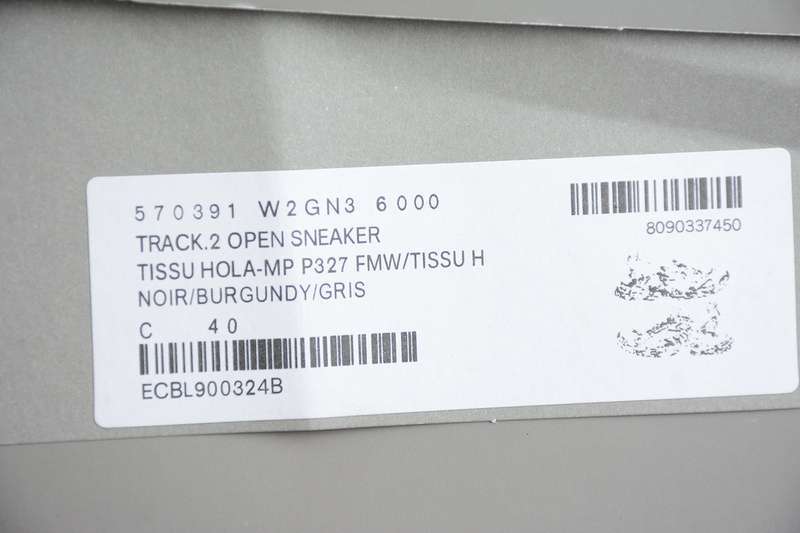 570391 W2GN3 6000
8090337450
TRACK.2 OPEN SNEAKER
TISSU HOLA-MP P327 FMW/TISSU H
NOIR/BURGUNDY/GRIS
C 40
ECBL900324B